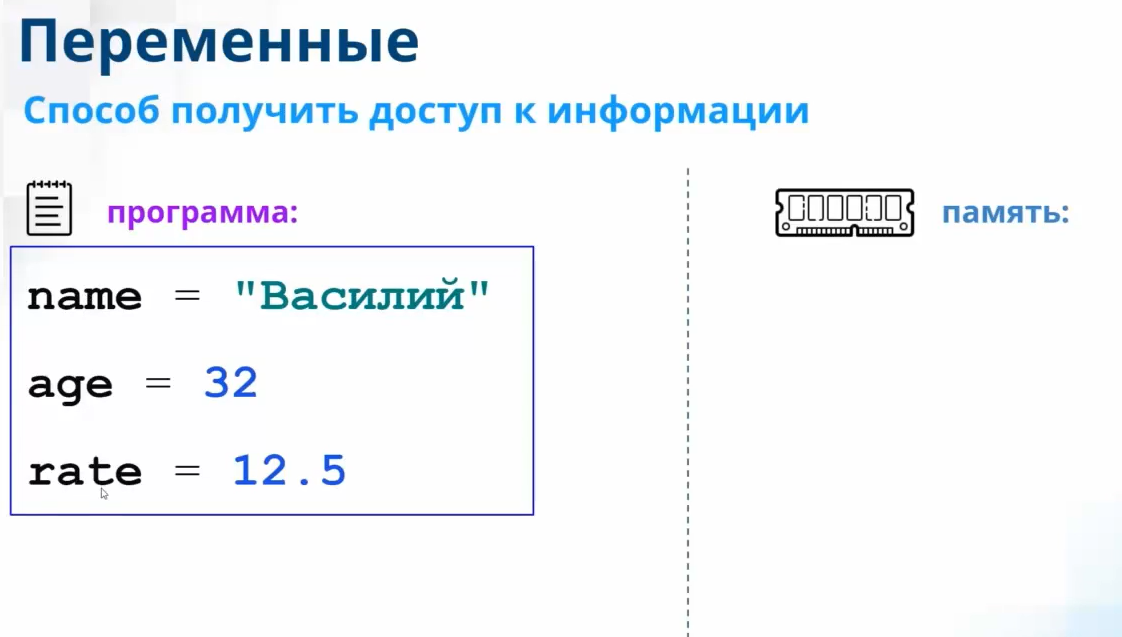 Переменные
Способ получить доступ к информации
программа:
память:
name = "Василий"
age = 32
rate = 12.5